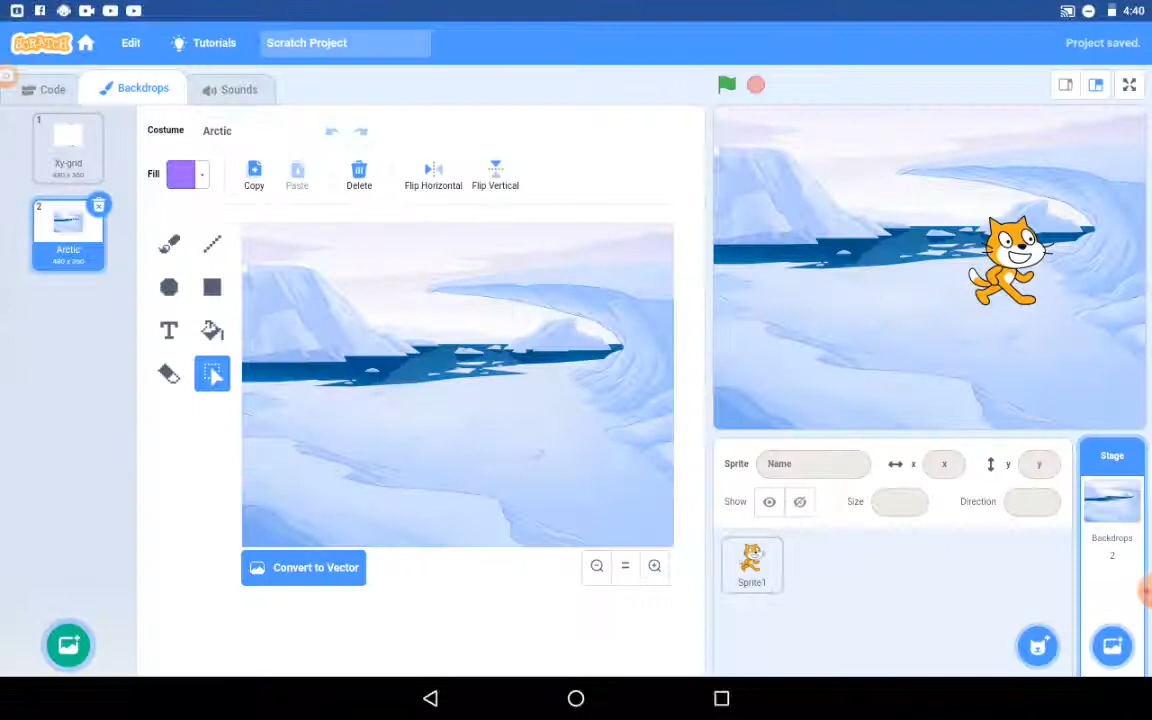 4:40
SCRATCH
Edit
Tutorials
Scratch Project
Project saved.
Code
Backdrops
Sounds
1
Xy-grid
480 x 360
2
Arctic
480 x 360
Costume
Arctic
Fill
Copy
Paste
Delete
Flip Horizontal
Flip Vertical
T
Convert to Vector
Sprite
Name
x
x
y
y
Show
Size
Direction
Sprite1
Stage
Backdrops
2